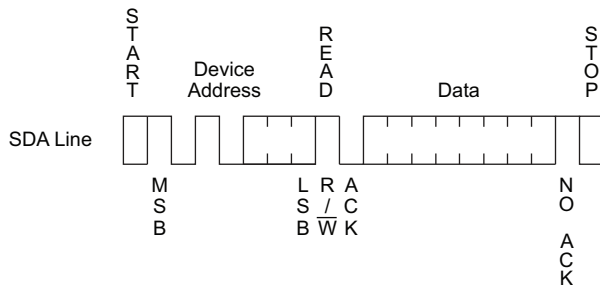 START
Device
Address
READ
Data
STOP
SDA Line
MSB
LSB
R/W
ACK
NO ACK